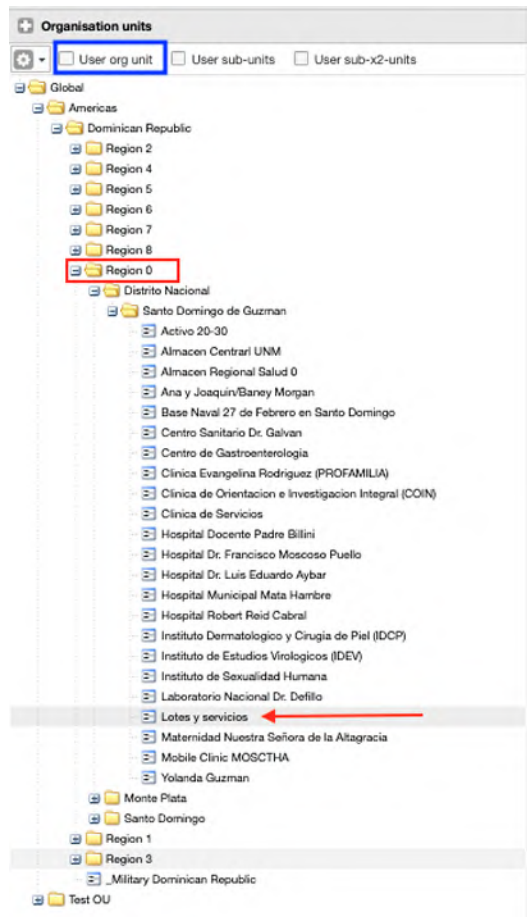 Organisation units
User org unit User sub-units User sub-x2-units
Global
Americas
Dominican Republic
Region 2
Region 4
Region 5
Region 6
Region 7
Region 8
Region 0
Distrito Nacional
Santo Domingo de Guzman
Activo 20-30
Almacen Centrarl UNM
Almacen Regional Salud 0
Ana y Joaquin/Baney Morgan
Base Naval 27 de Febrero en Santo Domingo
Centro Sanitario Dr. Galvan
Centro de Gastroenterologia
Clinica Evangelina Rodriguez (PROFAMILIA)
Clinica de Orientacion e Investigacion Integral (COIN)
Clinica de Servicios
Hospital Docente Padre Billini
Hospital Dr. Francisco Moscoso Puello
Hospital Dr. Luis Eduardo Aybar
Hospital Municipal Mata Hambre
Hospital Robert Reid Cabral
Instituto Dermatologico y Cirugia de Piel (IDCP)
Instituto de Estudios Virologicos (IDEV)
Instituto de Sexualidad Humana
Laboratorio Nacional Dr. Defillo
Lotes y servicios
Maternidad Nuestra Señora de la Altagracia
Mobile Clinic MOSCTHA
Yolanda Guzman
Monte Plata
Santo Domingo
Region 1
Region 3
_Military Dominican Republic
Test OU